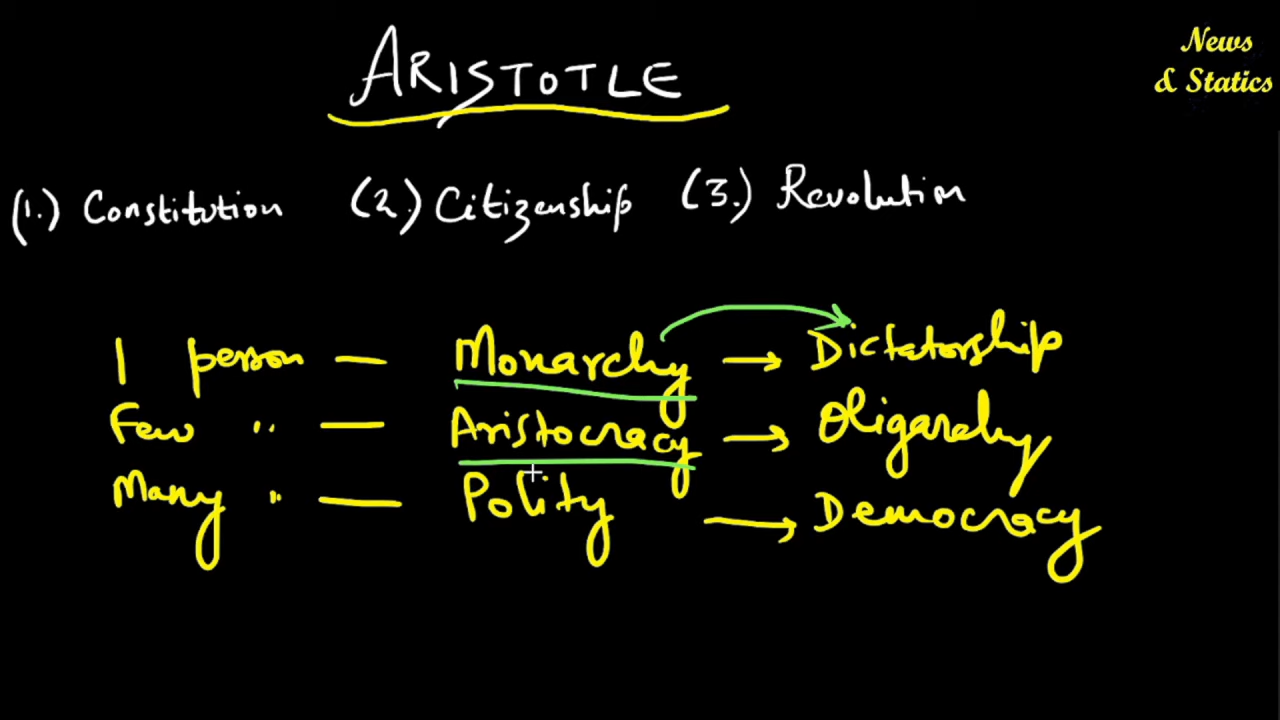 ARISTOTLE
News
& Statics
(1.) Constitution (2.) Citizenship (3.) Revolution
1 person — Monarchy → Dictatorship
Few " — Aristocracy → Oligarchy
Many " — Polity → Democracy